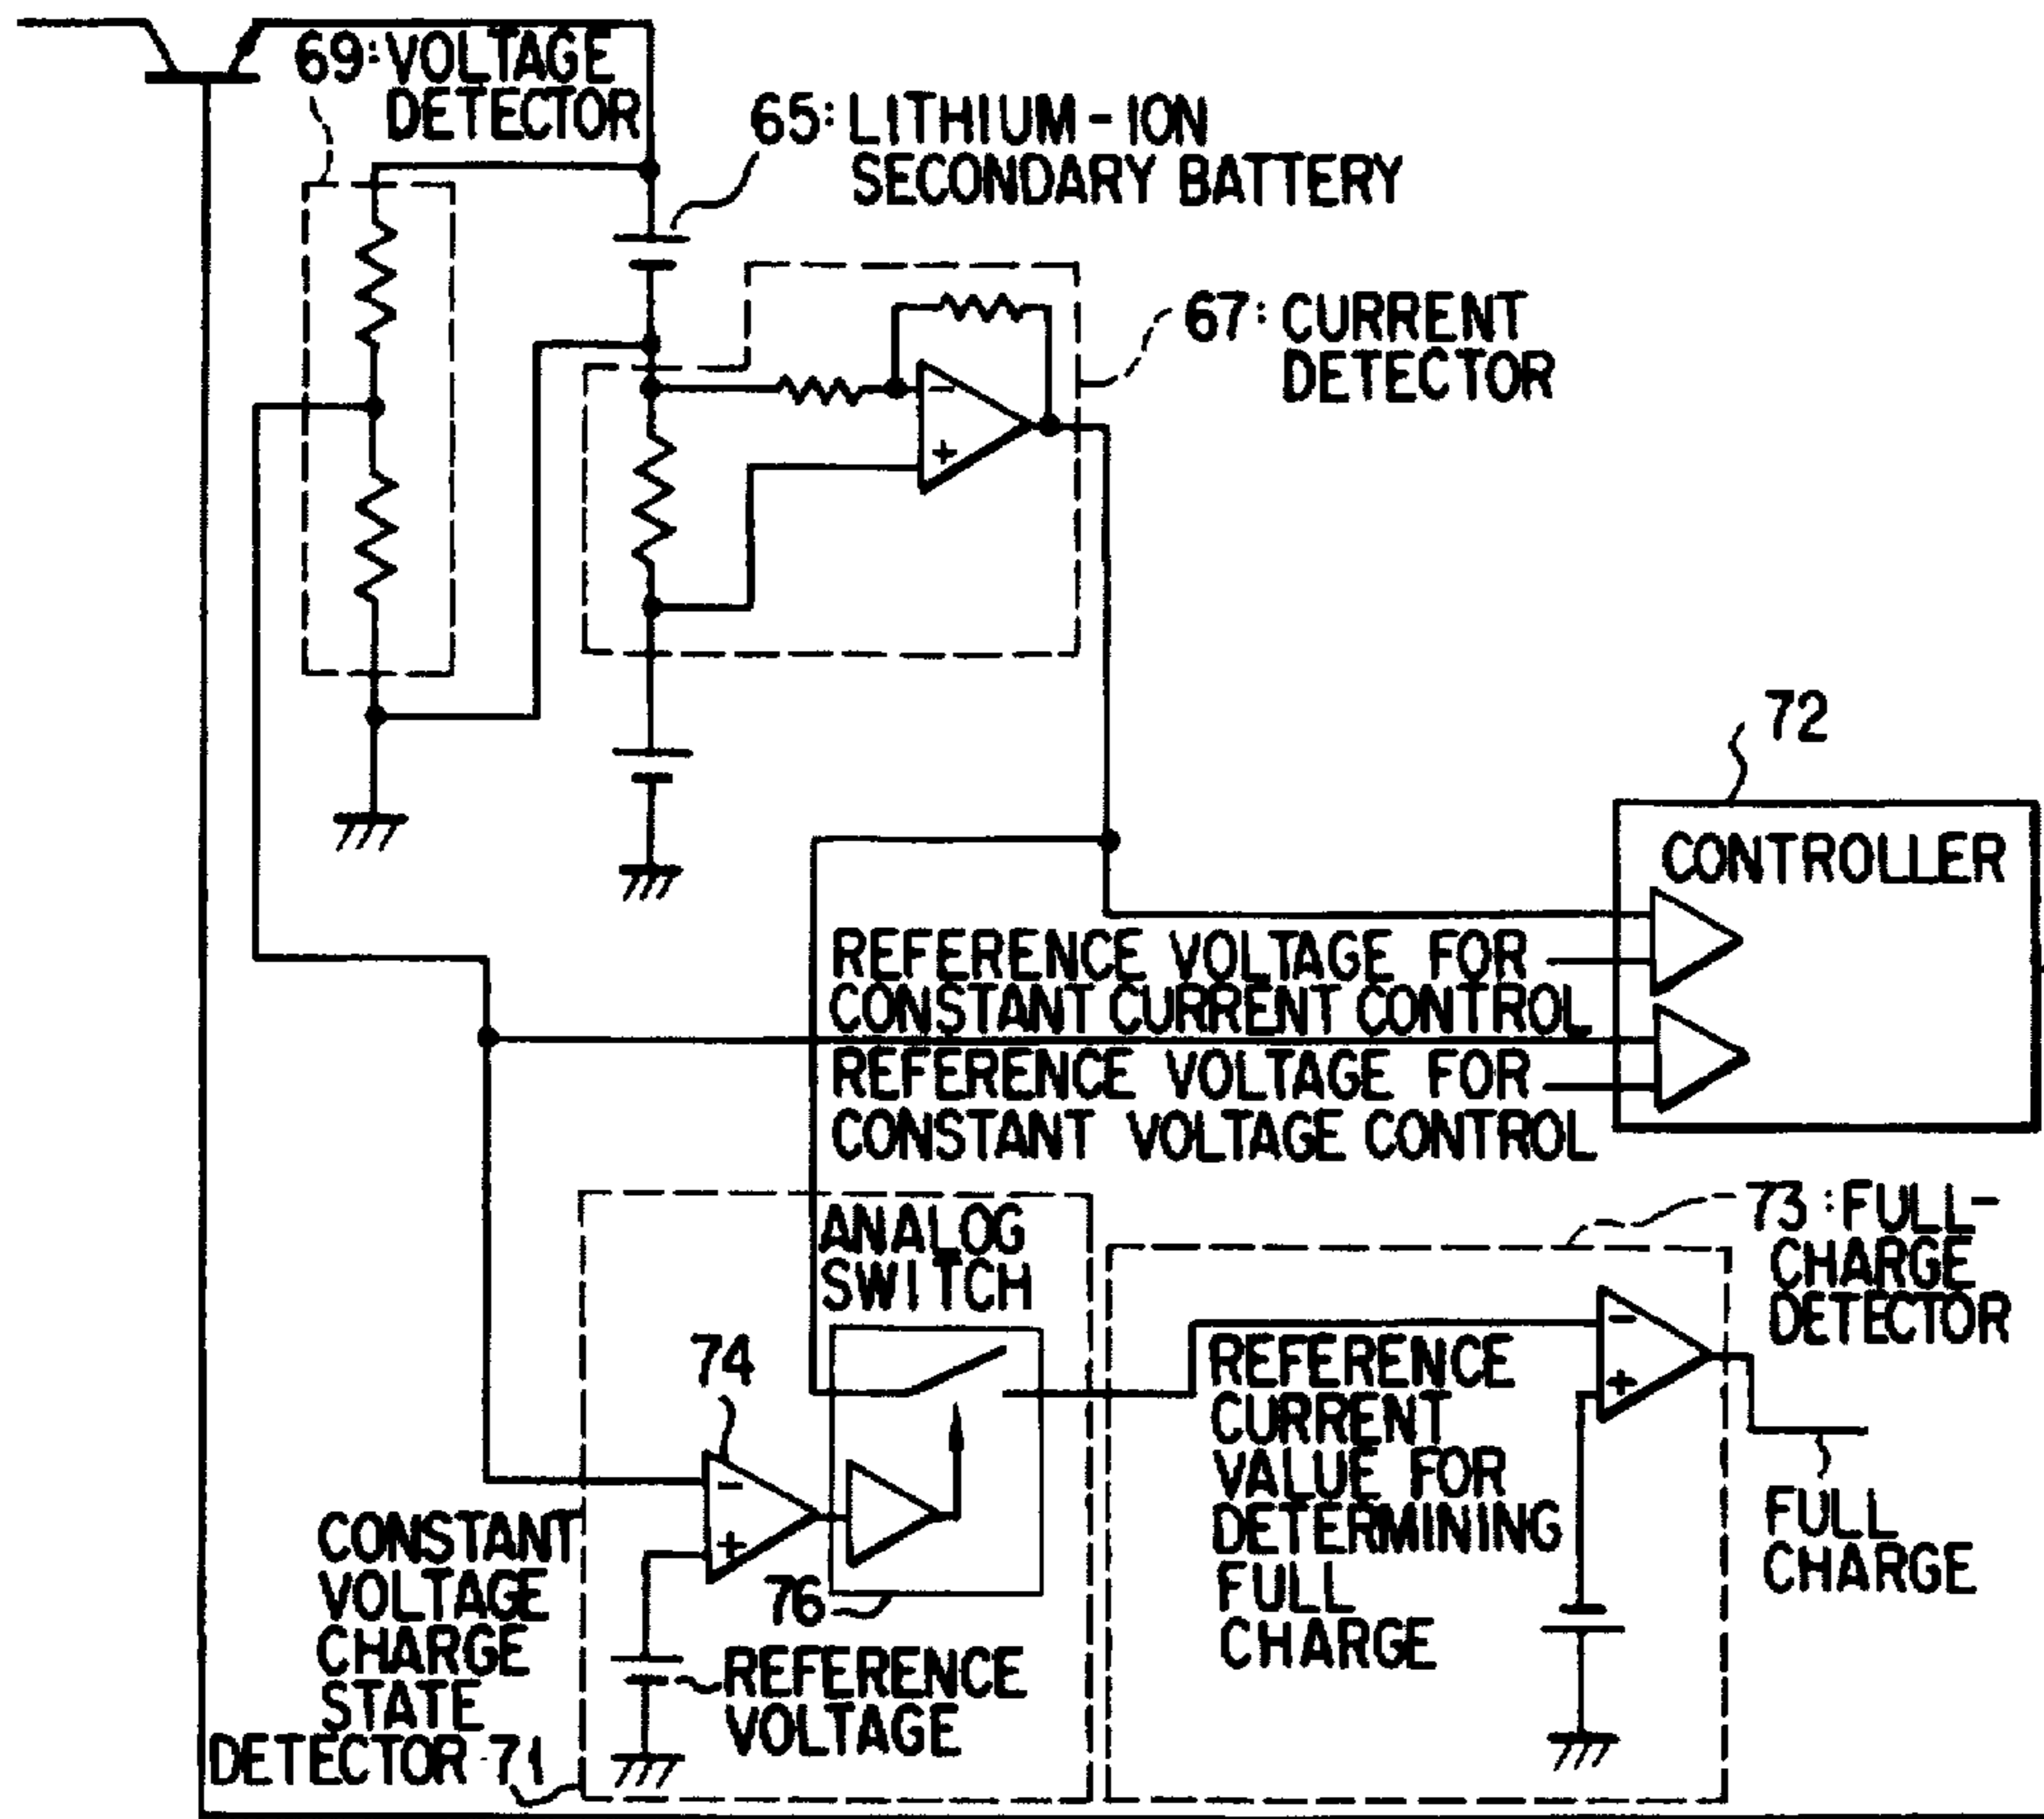 69: VOLTAGE
DETECTOR
65: LITHIUM-ION
SECONDARY BATTERY
67: CURRENT
DETECTOR
-
+
72
CONTROLLER
REFERENCE VOLTAGE FOR
CONSTANT CURRENT CONTROL
REFERENCE VOLTAGE FOR
CONSTANT VOLTAGE CONTROL
73: FULL-
CHARGE
DETECTOR
ANALOG
SWITCH
74
-
+
76
REFERENCE
VOLTAGE
CONSTANT
VOLTAGE
CHARGE
STATE
DETECTOR 71
REFERENCE
CURRENT
VALUE FOR
DETERMINING
FULL
CHARGE
-
+
FULL
CHARGE